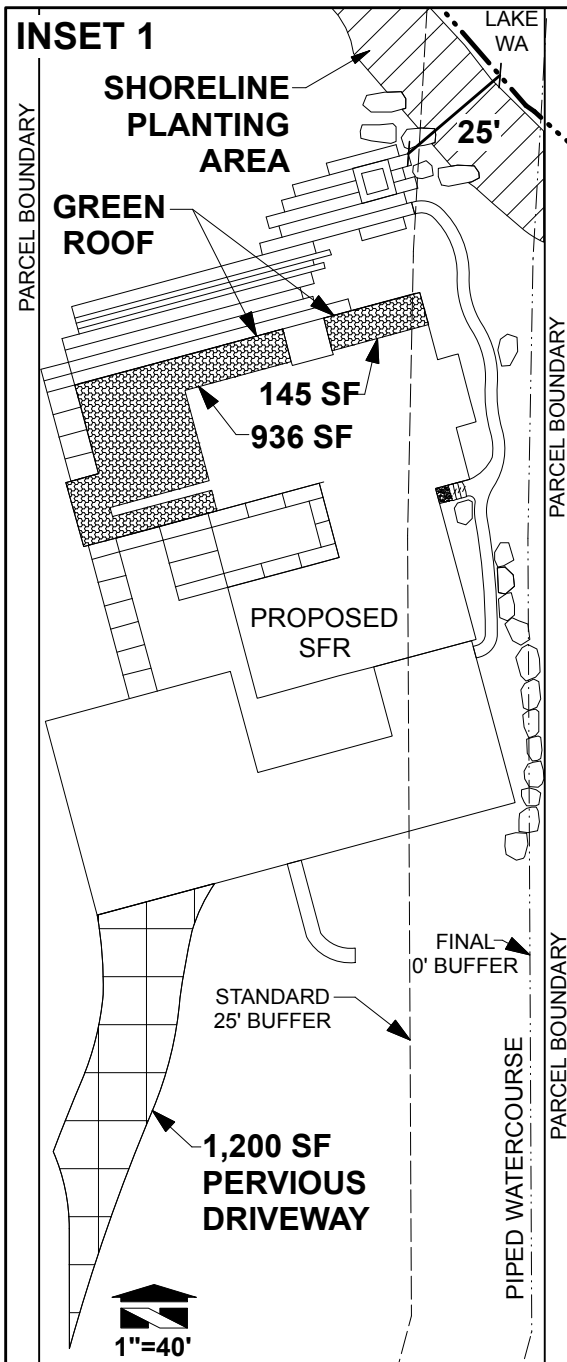 INSET 1
LAKE
WA
SHORELINE
PLANTING
AREA
25'
PARCEL BOUNDARY
GREEN
ROOF
145 SF
936 SF
PARCEL BOUNDARY
PROPOSED
SFR
FINAL
0' BUFFER
STANDARD
25' BUFFER
PARCEL BOUNDARY
PIPED WATERCOURSE
1,200 SF
PERVIOUS
DRIVEWAY
1"=40'